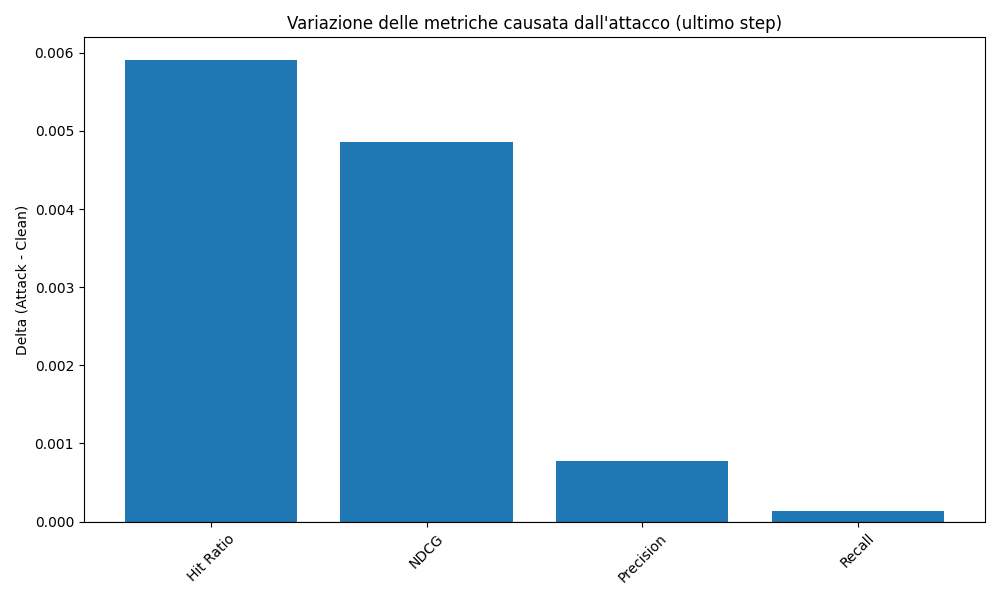 Variazione delle metriche causata dall'attacco (ultimo step)
Delta (Attack - Clean)
0.006
0.005
0.004
0.003
0.002
0.001
0.000
Hit Ratio
NDCG
Precision
Recall